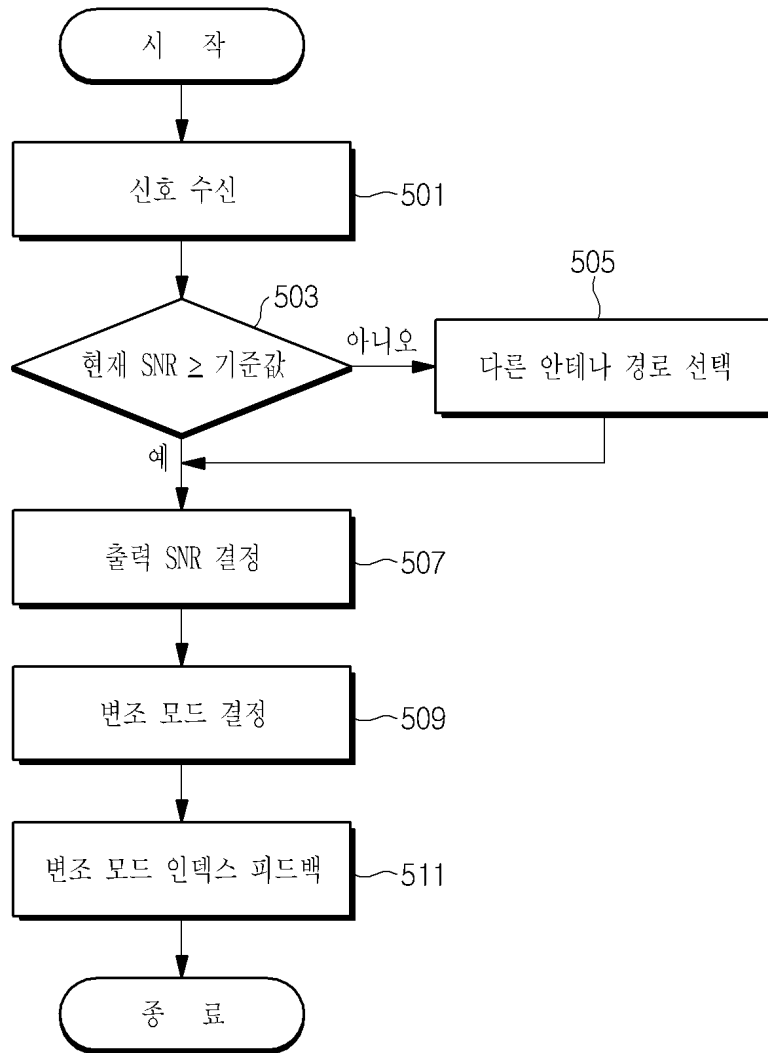 시 작
신호 수신
501
503
현재 SNR ≥ 기준값
아니오
505
다른 안테나 경로 선택
예
출력 SNR 결정
507
변조 모드 결정
509
변조 모드 인덱스 피드백
511
종 료